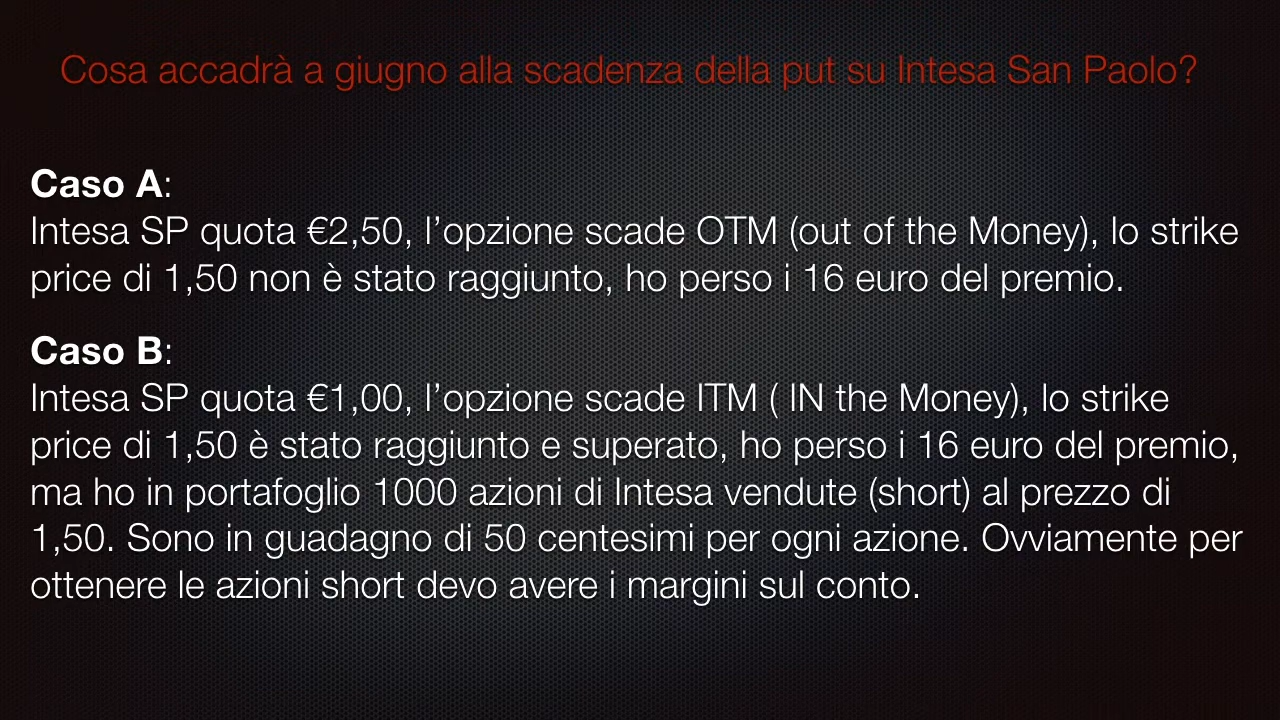 Cosa accadrà a giugno alla scadenza della put su Intesa San Paolo?
Caso A:
Intesa SP quota €2,50, l’opzione scade OTM (out of the Money), lo strike
price di 1,50 non è stato raggiunto, ho perso i 16 euro del premio.
Caso B:
Intesa SP quota €1,00, l’opzione scade ITM ( IN the Money), lo strike
price di 1,50 è stato raggiunto e superato, ho perso i 16 euro del premio,
ma ho in portafoglio 1000 azioni di Intesa vendute (short) al prezzo di
1,50. Sono in guadagno di 50 centesimi per ogni azione. Ovviamente per
ottenere le azioni short devo avere i margini sul conto.